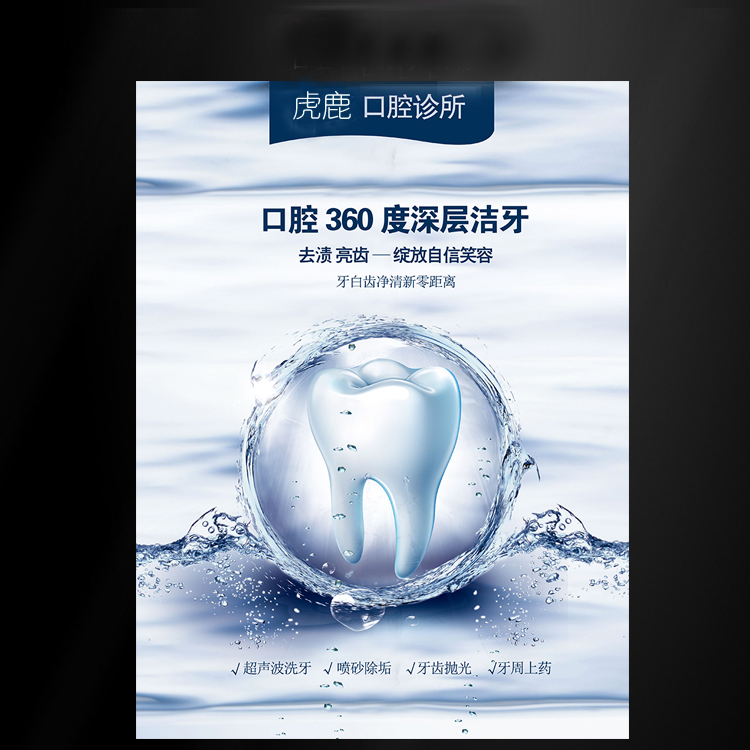 虎鹿 口腔诊所
口腔 360 度深层洁牙
去渍 亮齿 — 绽放自信笑容
牙白齿净清新零距离
√ 超声波洗牙 √ 喷砂除垢 √ 牙齿抛光 √ 牙周上药